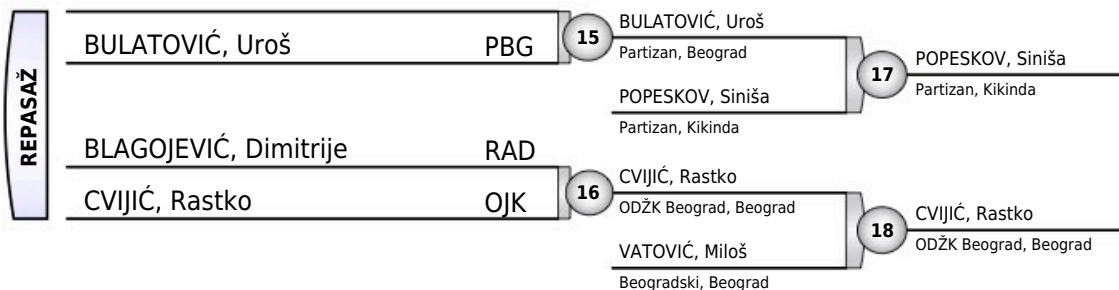 REPASAŽ
BULATOVIĆ, Uroš PBG
15
BULATOVIĆ, Uroš
Partizan, Beograd
17
POPESKOV, Siniša
Partizan, Kikinda
POPESKOV, Siniša
Partizan, Kikinda
BLAGOJEVIĆ, Dimitrije RAD
CVIJIĆ, Rastko OJK
16
CVIJIĆ, Rastko
ODŽK Beograd, Beograd
18
CVIJIĆ, Rastko
ODŽK Beograd, Beograd
VATOVIĆ, Miloš
Beogradski, Beograd